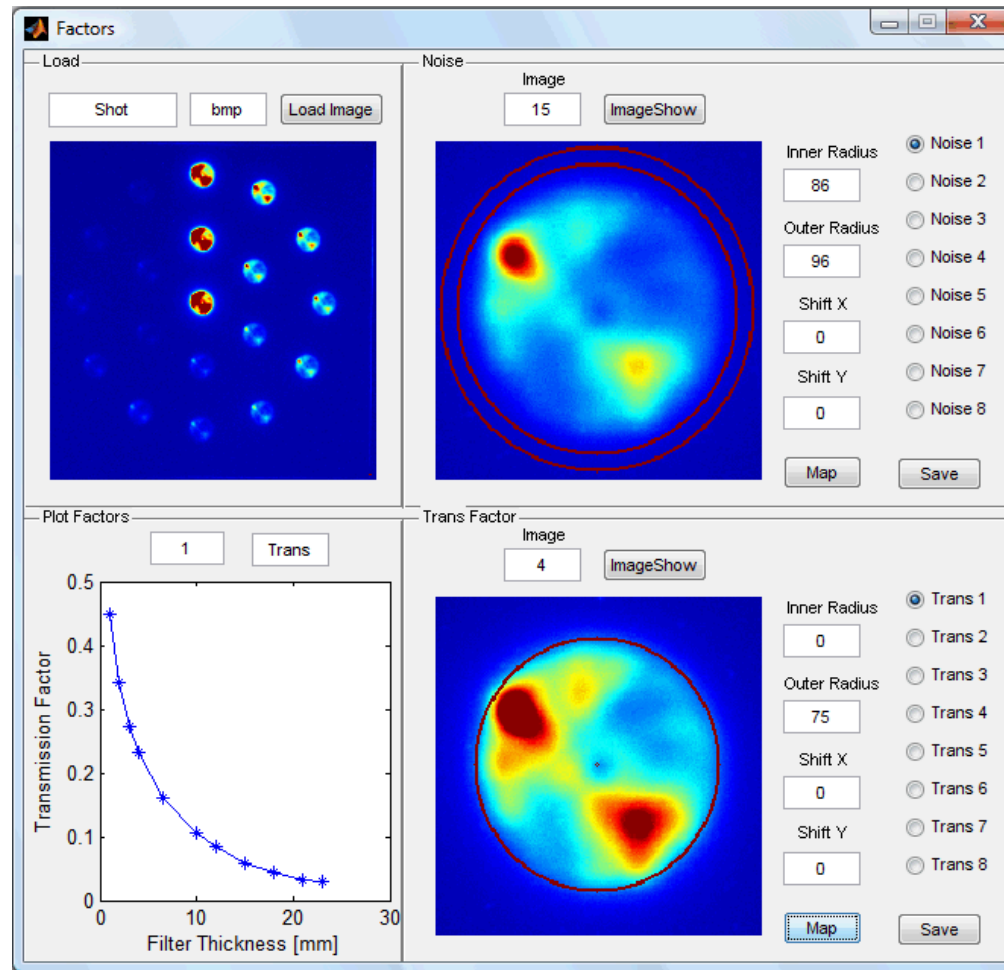 Factors
Load
Shot
bmp
Load Image
Noise
Image
15
ImageShow
Inner Radius
86
Outer Radius
96
Shift X
0
Shift Y
0
Map
Save
Noise 1
Noise 2
Noise 3
Noise 4
Noise 5
Noise 6
Noise 7
Noise 8
Plot Factors
1
Trans
0.5
0.4
0.3
0.2
0.1
0
Transmission Factor
0
10
20
30
Filter Thickness [mm]
Trans Factor
Image
4
ImageShow
Inner Radius
0
Outer Radius
75
Shift X
0
Shift Y
0
Map
Save
Trans 1
Trans 2
Trans 3
Trans 4
Trans 5
Trans 6
Trans 7
Trans 8